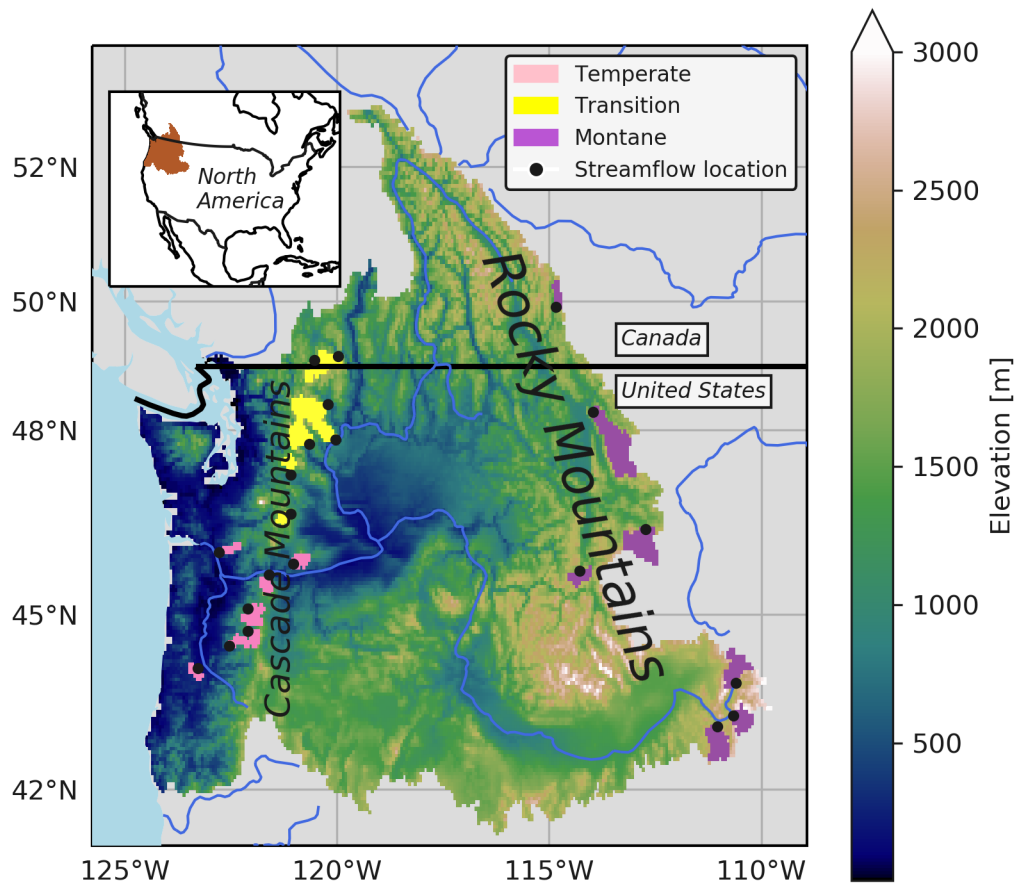 Temperate
Transition
Montane
Streamflow location
North
America
Rocky Mountains
Cascade Mountains
Canada
United States
52°N
50°N
48°N
45°N
42°N
125°W
120°W
115°W
110°W
3000
2500
2000
1500
1000
500
Elevation [m]